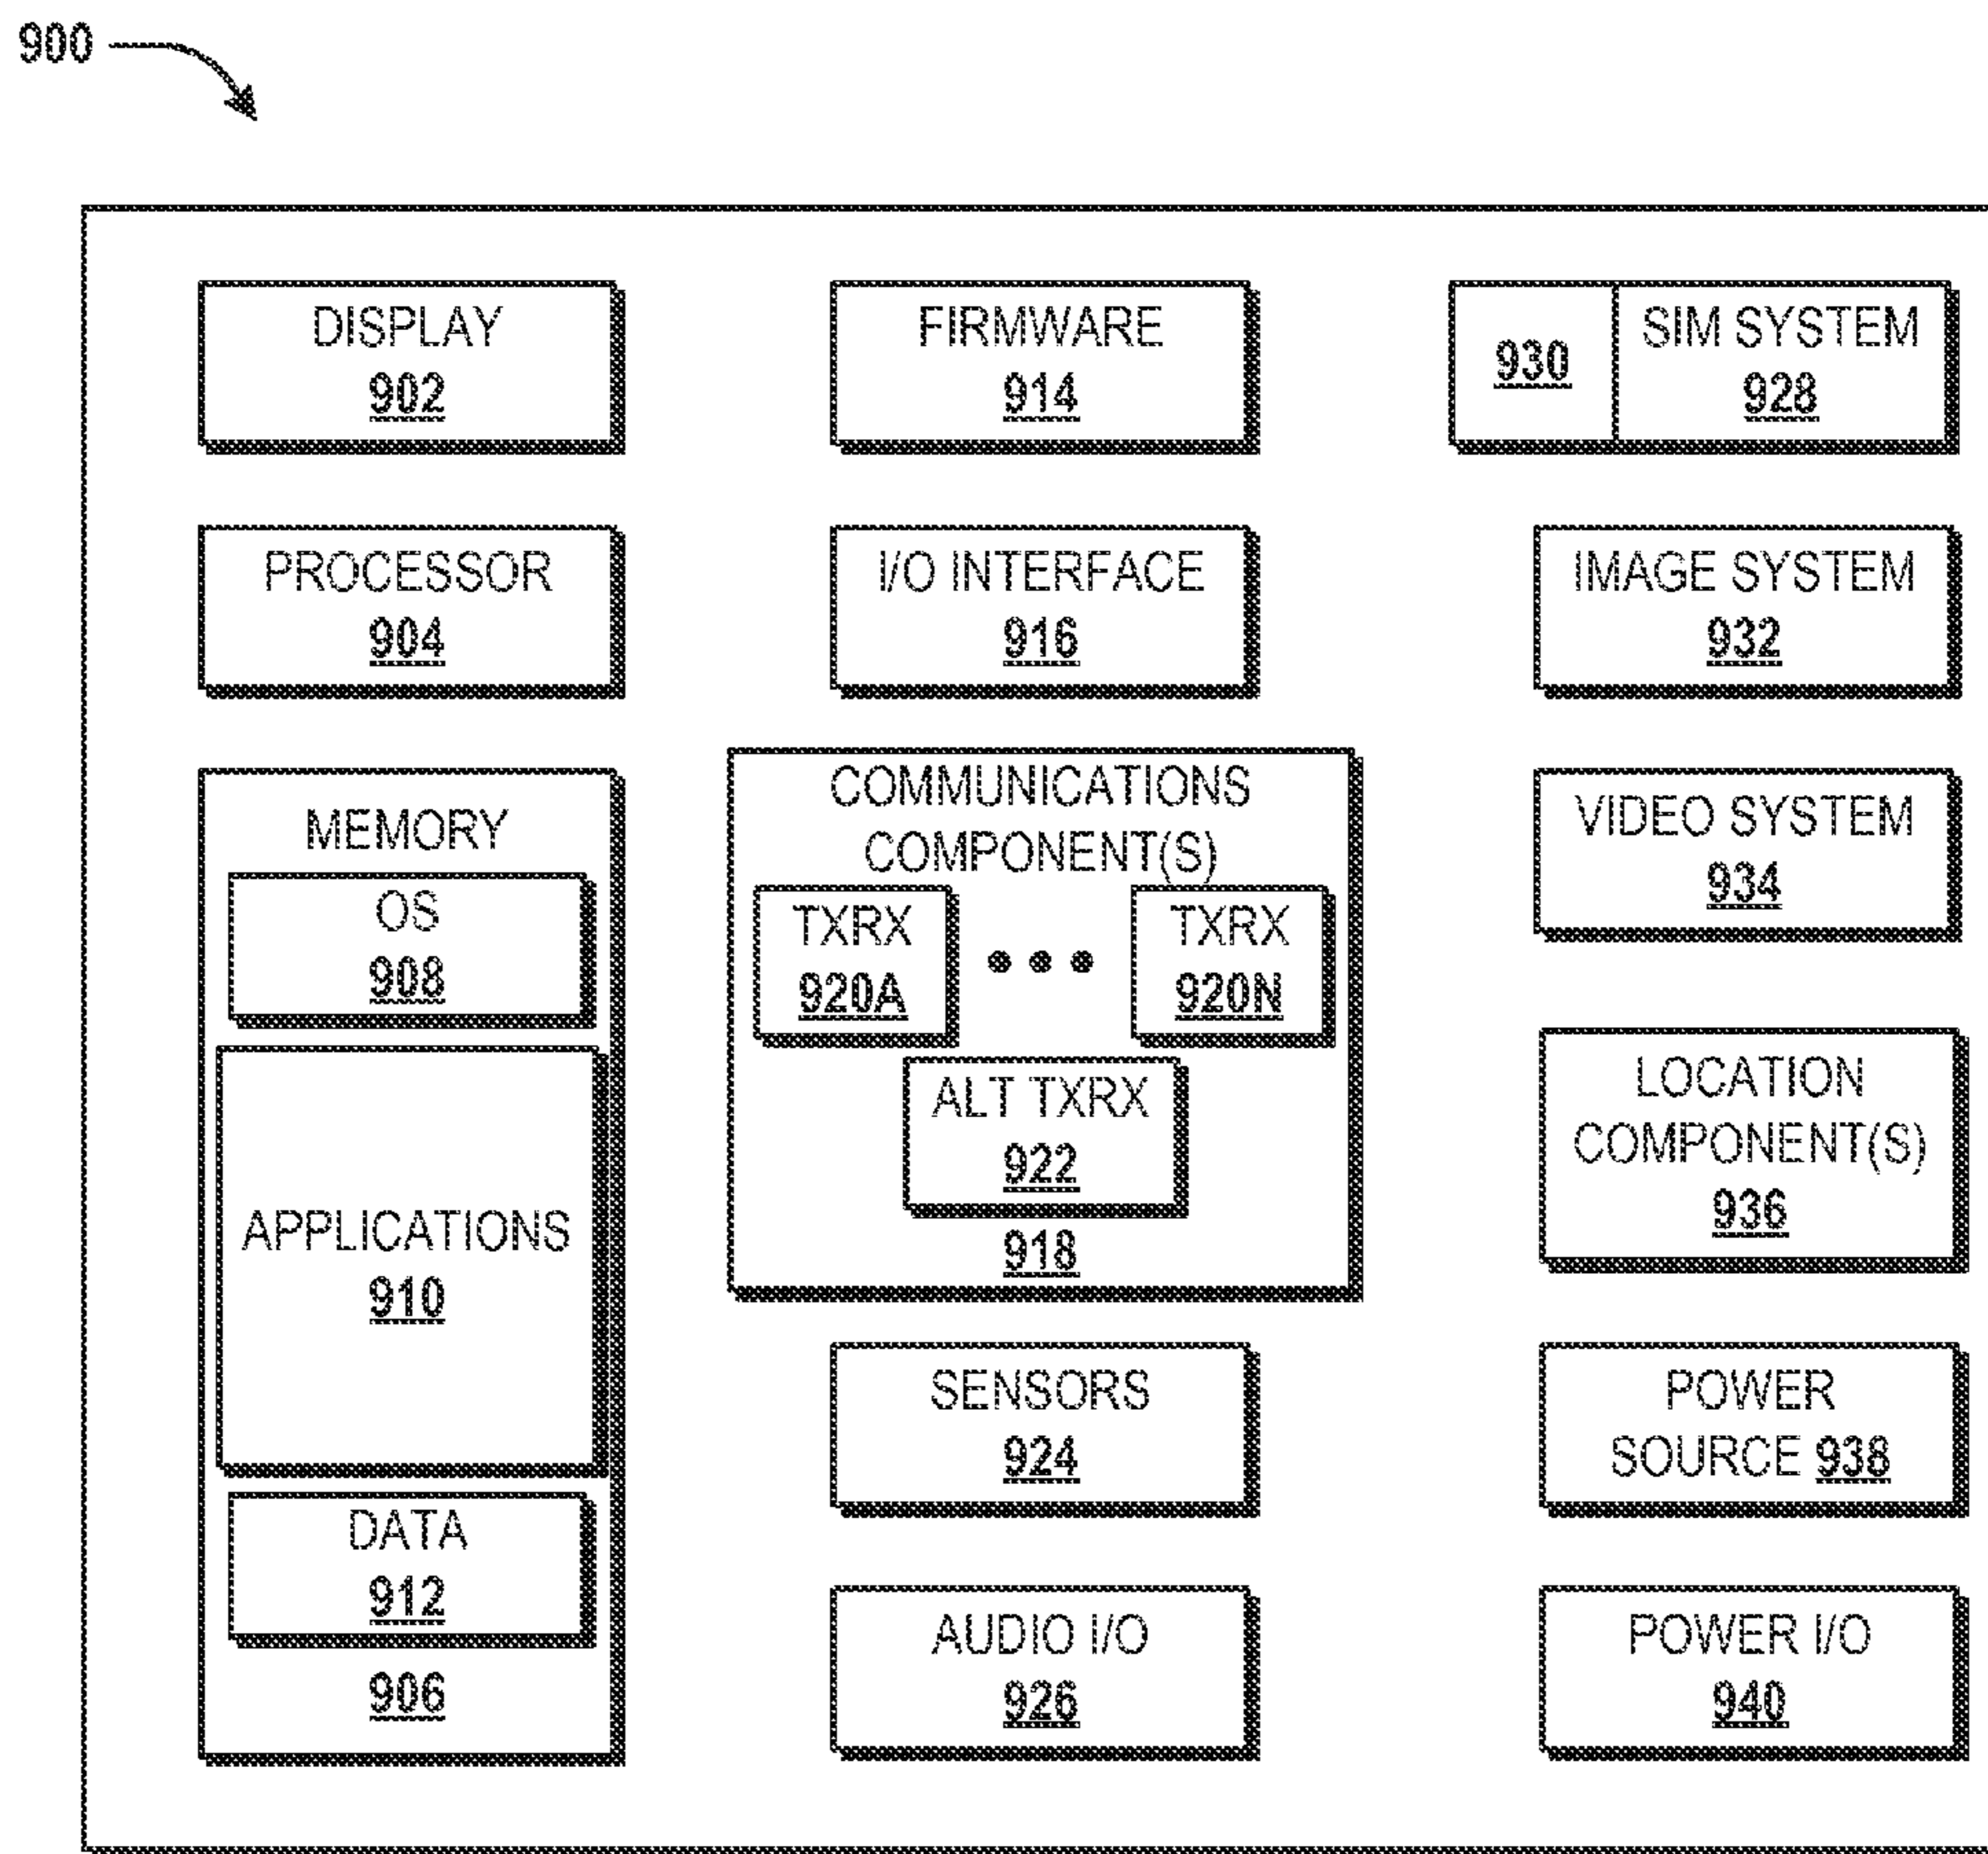 900
DISPLAY
902
PROCESSOR
904
MEMORY
OS
908
APPLICATIONS
910
DATA
912
906
FIRMWARE
914
I/O INTERFACE
916
COMMUNICATIONS
COMPONENT(S)
TXRX
920A
TXRX
920N
ALT TXRX
922
918
SENSORS
924
AUDIO I/O
926
930
SIM SYSTEM
928
IMAGE SYSTEM
932
VIDEO SYSTEM
934
LOCATION
COMPONENT(S)
936
POWER
SOURCE 938
POWER I/O
940